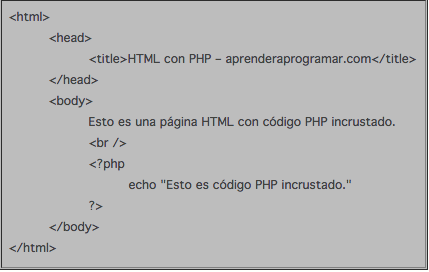 <html>
<head>
<title>HTML con PHP – aprenderaprogramar.com</title>
</head>
<body>
Esto es una página HTML con código PHP incrustado.
<br />
<?php
echo "Esto es código PHP incrustado."
?>
</body>
</html>